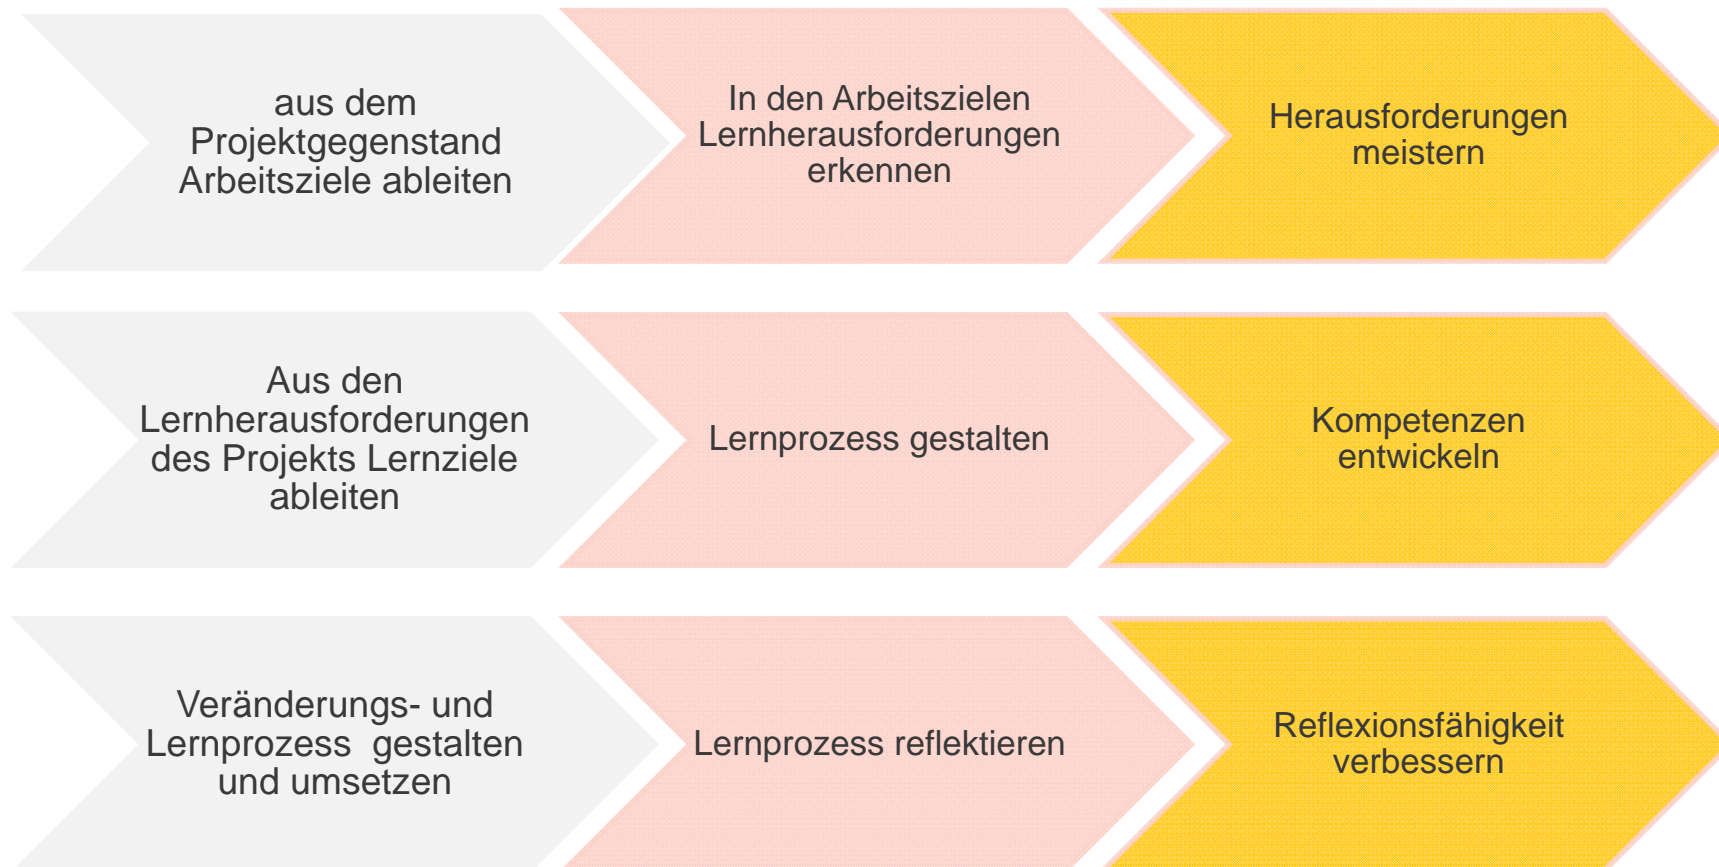 aus dem
Projektgegenstand
Arbeitsziele ableiten
In den Arbeitszielen
Lernherausforderungen
erkennen
Herausforderungen
meistern
Aus den
Lernherausforderungen
des Projekts Lernziele
ableiten
Lernprozess gestalten
Kompetenzen
entwickeln
Veränderungs- und
Lernprozess  gestalten
und umsetzen
Lernprozess reflektieren
Reflexionsfähigkeit
verbessern